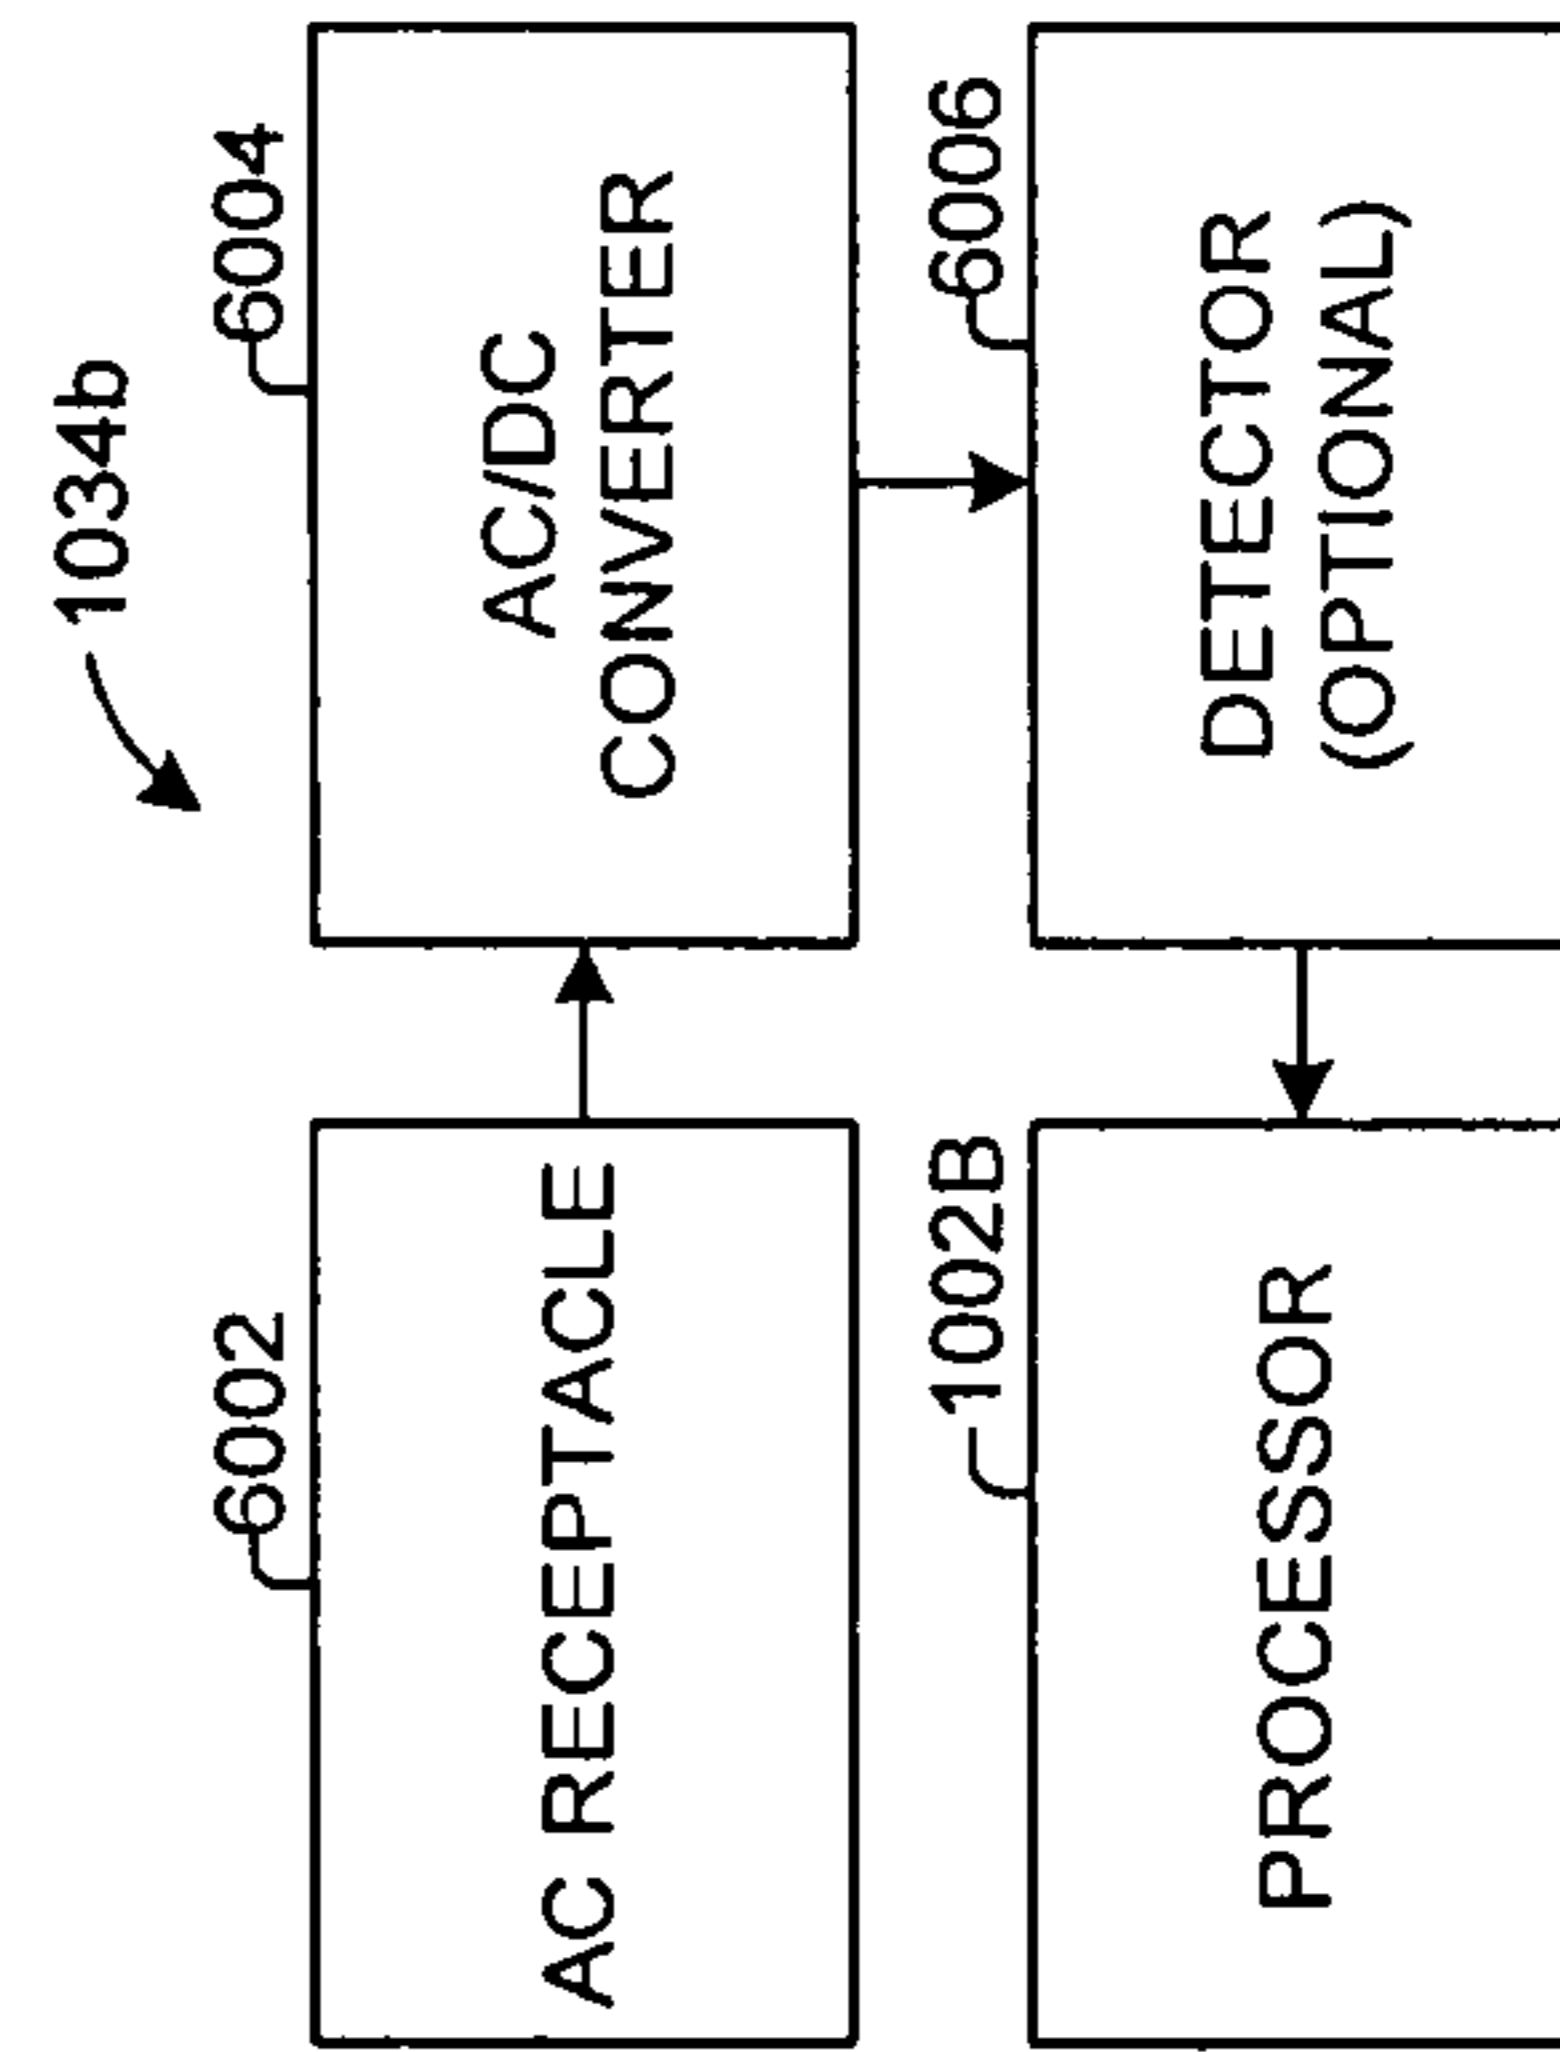 1034b
6002
AC RECEPTACLE
6004
AC/DC
CONVERTER
1002B
PROCESSOR
6006
DETECTOR
(OPTIONAL)